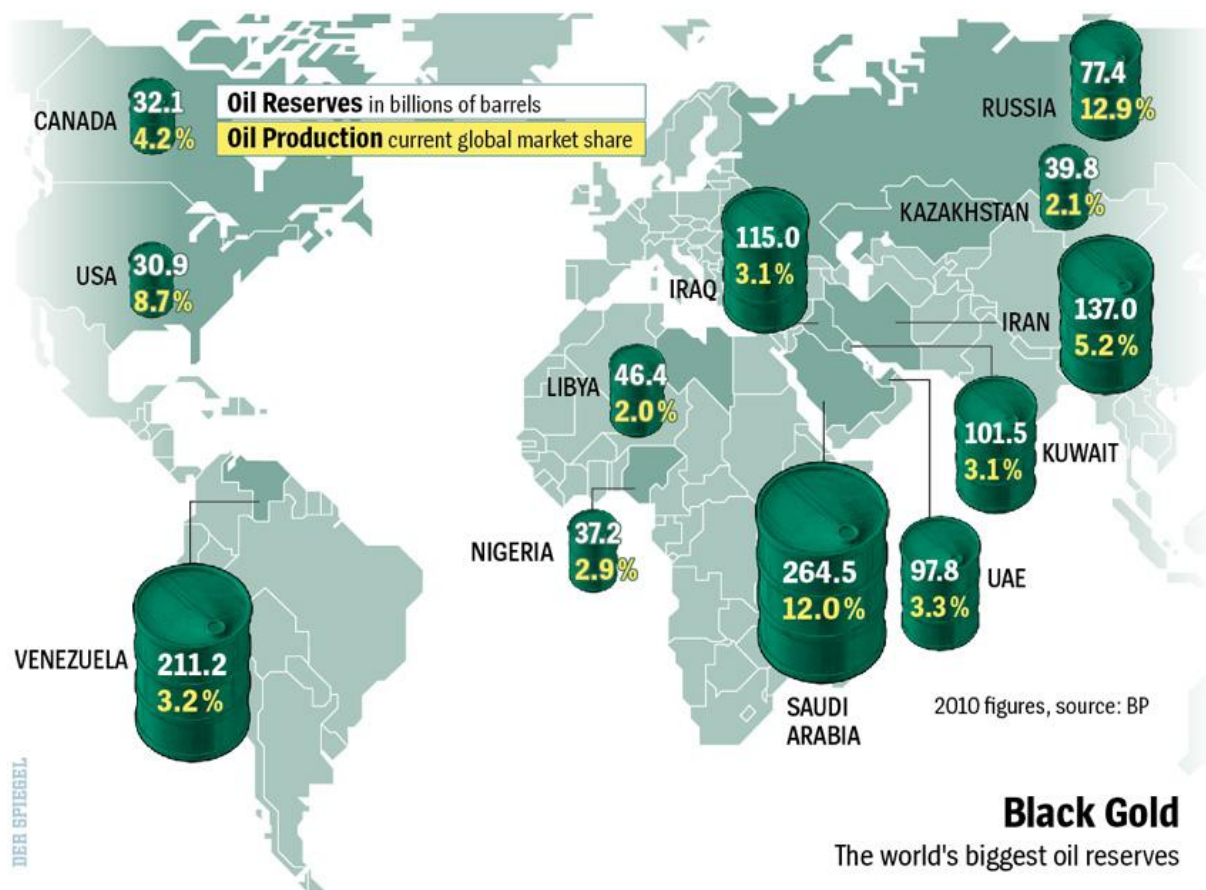 Oil Reserves in billions of barrels
Oil Production current global market share
CANADA
32.1
4.2%
USA
30.9
8.7%
RUSSIA
77.4
12.9%
KAZAKHSTAN
39.8
2.1%
IRAQ
115.0
3.1%
IRAN
137.0
5.2%
LIBYA
46.4
2.0%
KUWAIT
101.5
3.1%
NIGERIA
37.2
2.9%
264.5
12.0%
SAUDI
ARABIA
97.8
3.3%
UAE
VENEZUELA
211.2
3.2%
2010 figures, source: BP
DER SPIEGEL
Black Gold
The world's biggest oil reserves